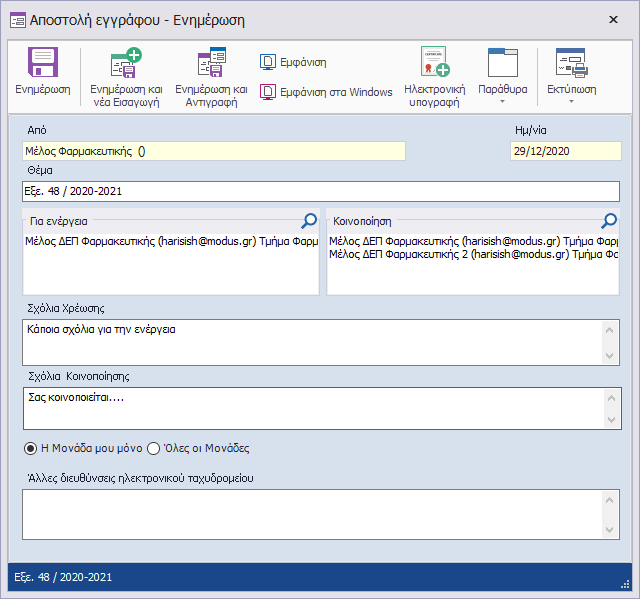 Αποστολή εγγράφου - Ενημέρωση
Ενημέρωση
Ενημέρωση και νέα Εισαγωγή
Ενημέρωση και Αντιγραφή
Εμφάνιση
Εμφάνιση στα Windows
Ηλεκτρονική υπογραφή
Παράθυρα
Εκτύπωση
Από
Ημ/νία
Μέλος Φαρμακευτικής ()
29/12/2020
Θέμα
Εξε. 48 / 2020-2021
Για ενέργεια
Κοινοποίηση
Μέλος ΔΕΠ Φαρμακευτικής (harisish@modus.gr) Τμήμα Φαρμ
Μέλος ΔΕΠ Φαρμακευτικής (harisish@modus.gr) Τμήμα Φαρμ
Μέλος ΔΕΠ Φαρμακευτικής 2 (harisish@modus.gr) Τμήμα Φα
Σχόλια Χρέωσης
Κάποια σχόλια για την ενέργεια
Σχόλια Κοινοποίησης
Σας κοινοποιείται....
Η Μονάδα μου μόνο
Όλες οι Μονάδες
Άλλες διευθύνσεις ηλεκτρονικού ταχυδρομείου
Εξε. 48 / 2020-2021